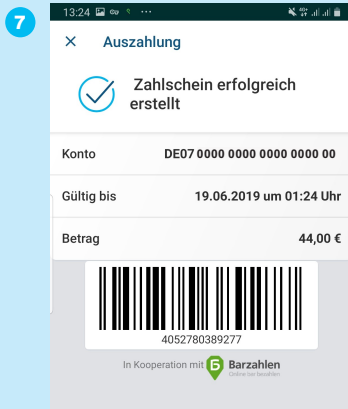 7
13:24
Auszahlung
Zahlschein erfolgreich
erstellt
Konto DE07 0000 0000 0000 0000 00
Gültig bis 19.06.2019 um 01:24 Uhr
Betrag 44,00 €
4052780389277
In Kooperation mit Barzahlen
Online bar bezahlen